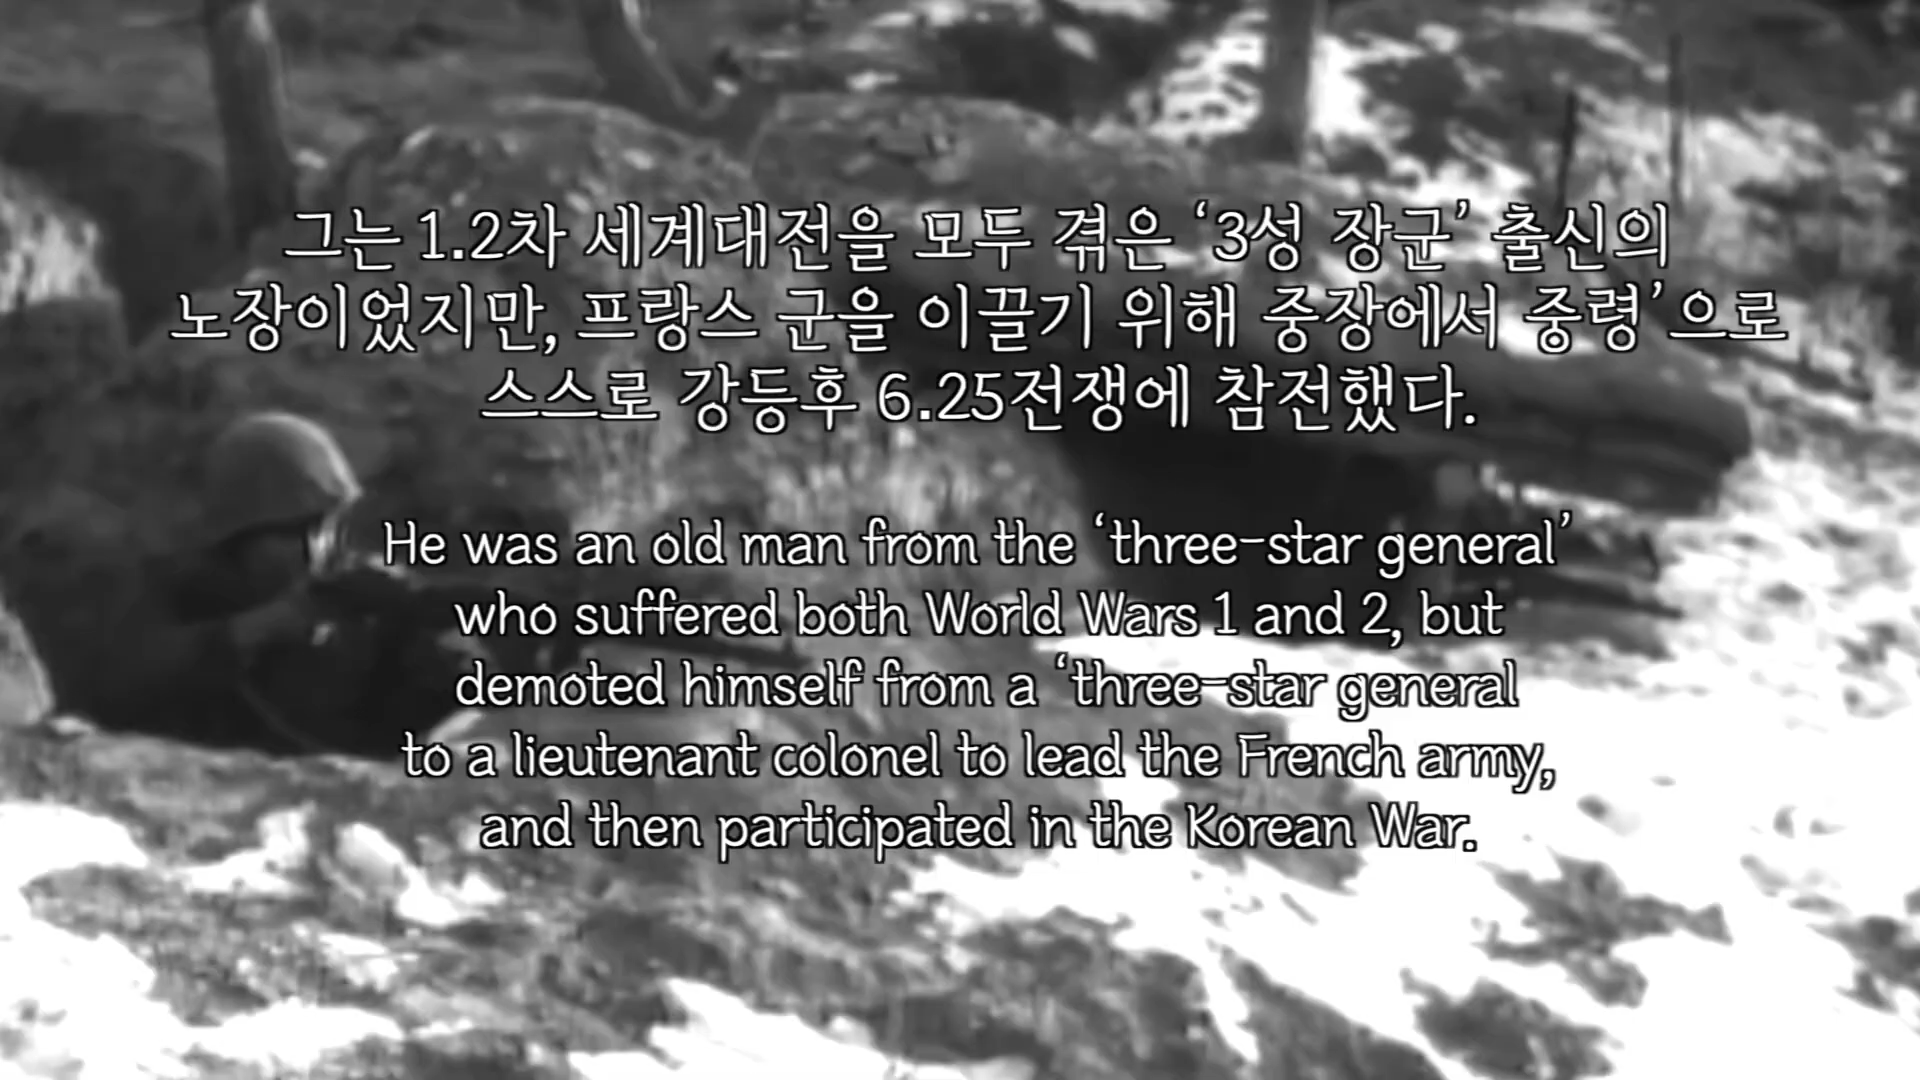 그는 1.2차 세계대전을 모두 겪은 ‘3성 장군’ 출신의
노장이었지만, 프랑스 군을 이끌기 위해 중장에서 중령’으로
스스로 강등후 6.25전쟁에 참전했다.
He was an old man from the ‘three-star general’
who suffered both World Wars 1 and 2, but
demoted himself from a ‘three-star general
to a lieutenant colonel to lead the French army,
and then participated in the Korean War.